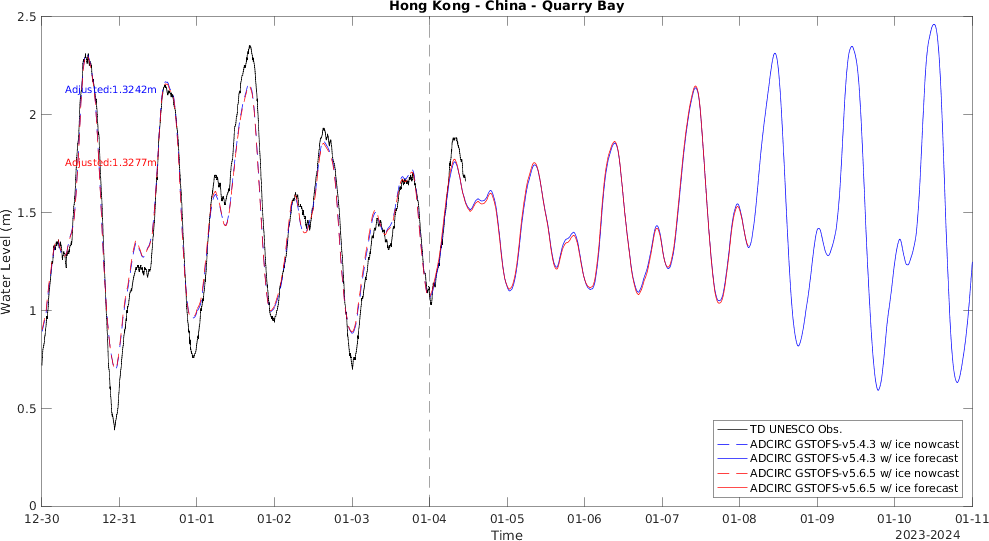 Hong Kong - China - Quarry Bay
2.5
2
1.5
1
0.5
0
Water Level (m)
Adjusted:1.3242m
Adjusted:1.3277m
TD UNESCO Obs.
ADCIRC GSTOFS-v5.4.3 w/ ice nowcast
ADCIRC GSTOFS-v5.4.3 w/ ice forecast
ADCIRC GSTOFS-v5.6.5 w/ ice nowcast
ADCIRC GSTOFS-v5.6.5 w/ ice forecast
12-30 12-31 01-01 01-02 01-03 01-04 01-05 01-06 01-07 01-08 01-09 01-10 01-11
Time
2023-2024